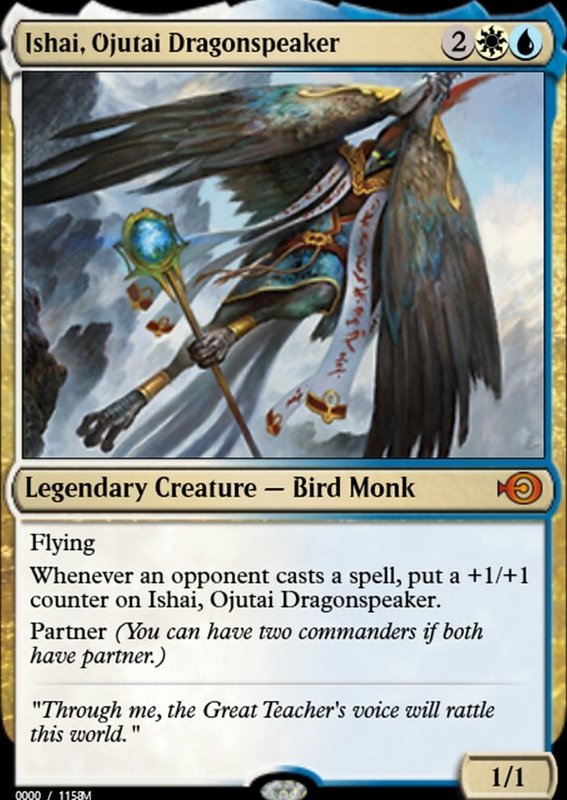 Ishai, Ojutai Dragonspeaker 2
Legendary Creature — Bird Monk
Flying
Whenever an opponent casts a spell, put a +1/+1
counter on Ishai, Ojutai Dragonspeaker.
Partner (You can have two commanders if both
have partner.)
"Through me, the Great Teacher's voice will rattle
this world."
1/1
0000 / 1158M